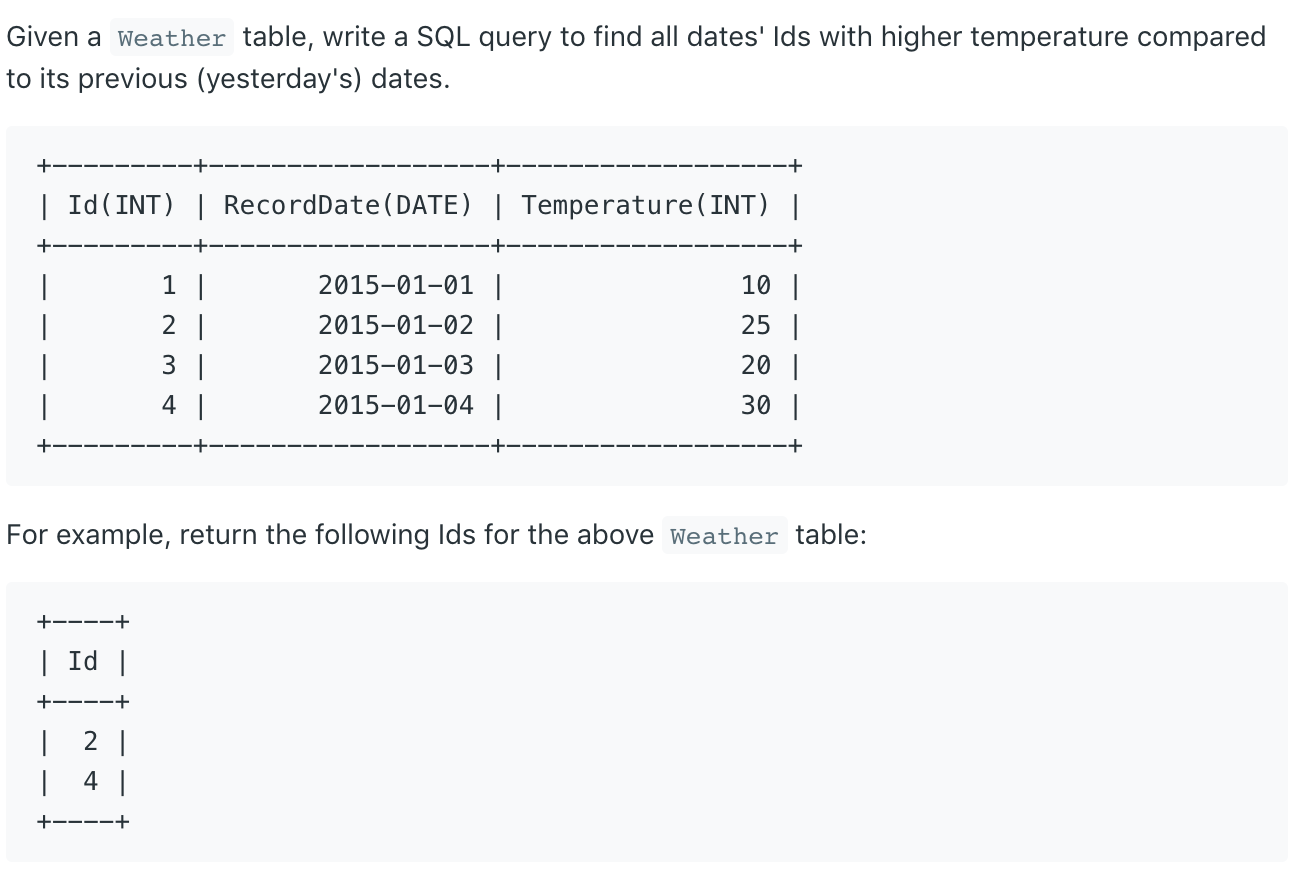 Given a Weather table, write a SQL query to find all dates' Ids with higher temperature compared
to its previous (yesterday's) dates.
+---------+------------------+------------------+
| Id(INT) | RecordDate(DATE) | Temperature(INT) |
+---------+------------------+------------------+
|       1 |       2015-01-01 |               10 |
|       2 |       2015-01-02 |               25 |
|       3 |       2015-01-03 |               20 |
|       4 |       2015-01-04 |               30 |
+---------+------------------+------------------+
For example, return the following Ids for the above Weather table:
+----+
| Id |
+----+
|  2 |
|  4 |
+----+